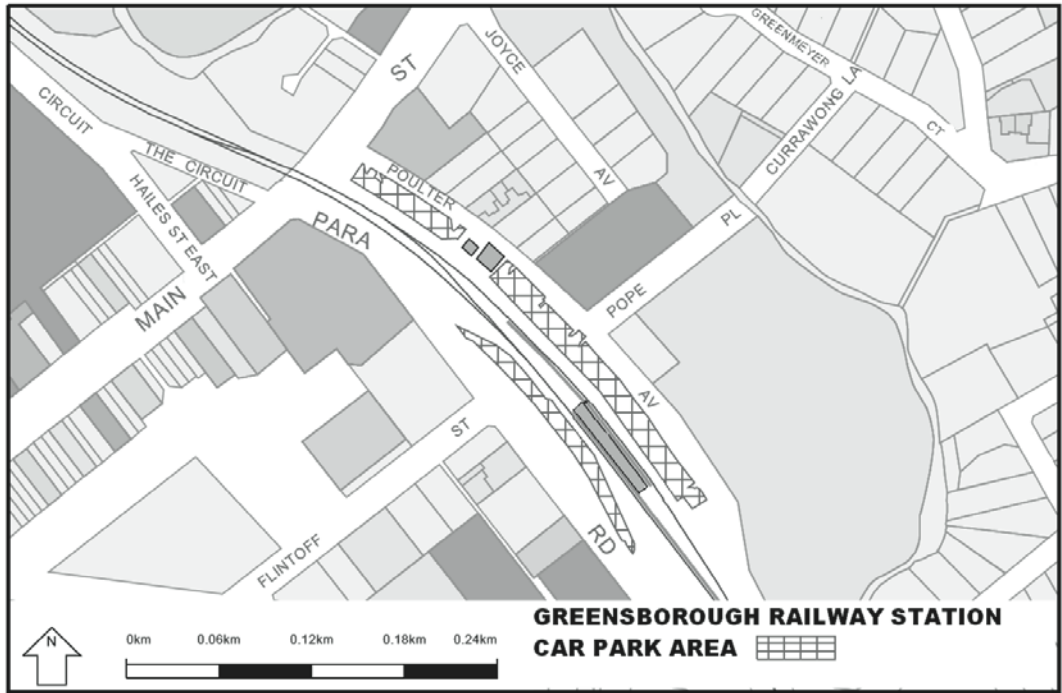 GREENMEYER
CT
CURRAWONG LA
JOYCE
AV
ST
CIRCUIT
THE CIRCUIT
HAILES ST EAST
POULTER
PARA
MAIN
POPE
PL
AV
ST
FLINTOFF
RD
N
0km 0.06km 0.12km 0.18km 0.24km
GREENSBOROUGH RAILWAY STATION
CAR PARK AREA